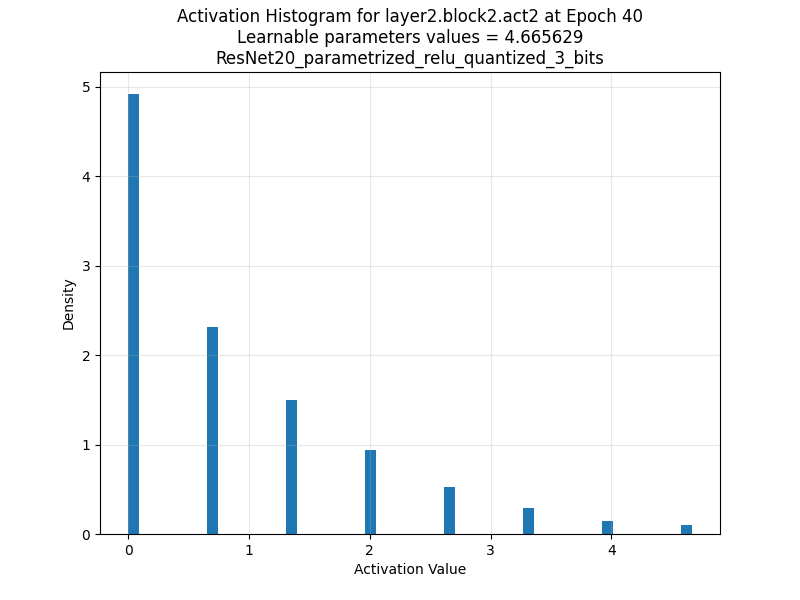 Activation Histogram for layer2.block2.act2 at Epoch 40
Learnable parameters values = 4.665629
ResNet20_parametrized_relu_quantized_3_bits
5
4
3
2
1
0
Density
0 1 2 3 4
Activation Value